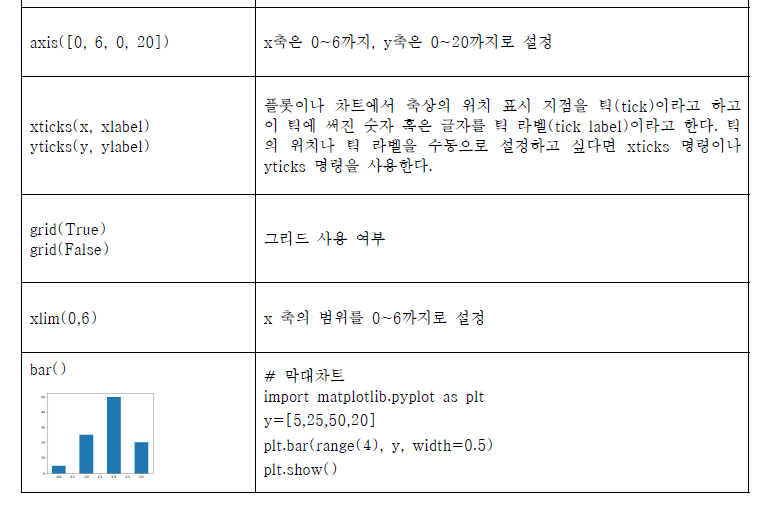 axis([0, 6, 0, 20])
x축은 0~6까지, y축은 0~20까지로 설정
xticks(x, xlabel)
yticks(y, ylabel)
플롯이나 차트에서 축상의 위치 표시 지점을 틱(tick)이라고 하고
이 틱에 써진 숫자 혹은 글자를 틱 라벨(tick label)이라고 한다. 틱
의 위치나 틱 라벨을 수동으로 설정하고 싶다면 xticks 명령이나
yticks 명령을 사용한다.
grid(True)
grid(False)
그리드 사용 여부
xlim(0,6)
x 축의 범위를 0~6까지로 설정
bar()
# 막대차트
import matplotlib.pyplot as plt
y=[5,25,50,20]
plt.bar(range(4), y, width=0.5)
plt.show()